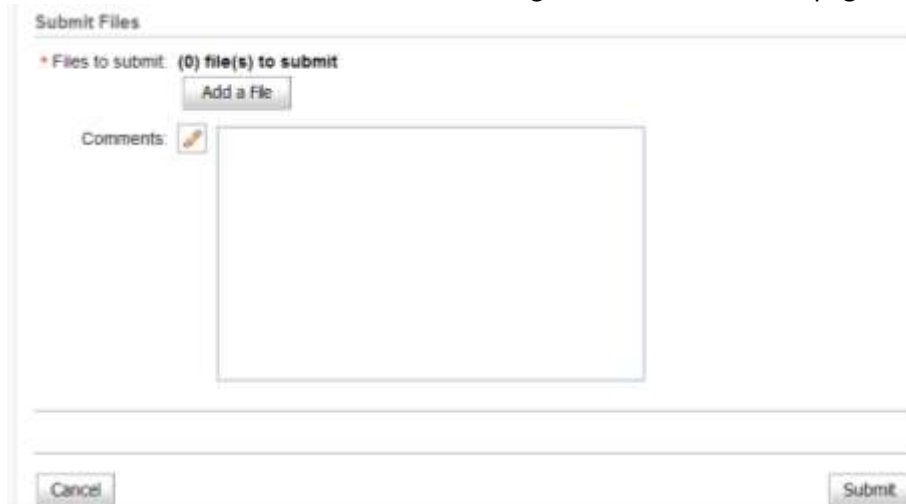 Submit Files
* Files to submit: (0) file(s) to submit
Add a File
Comments:
Cancel
Submit